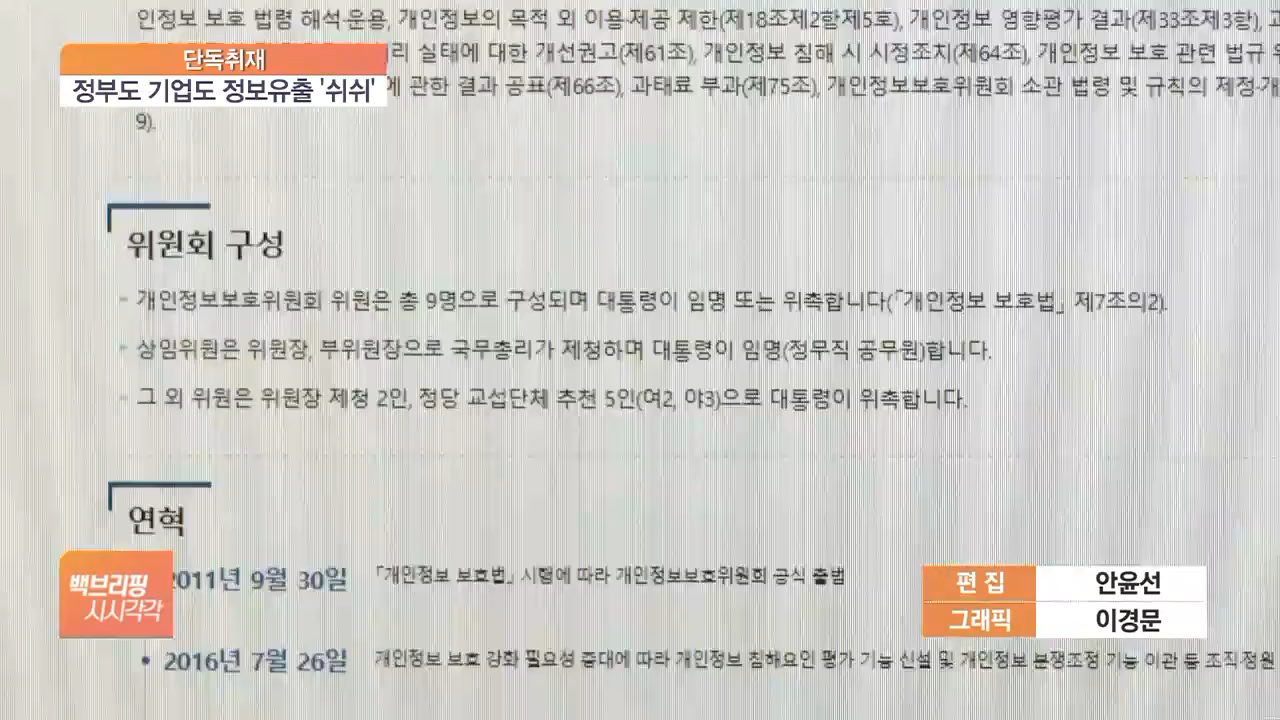 인정보 보호 법령 해석·운용, 개인정보의 목적 외 이용·제공 제한(제18조제2항제5호), 개인정보 영향평가 결과(제33조제3항),
단독취재
리 실태에 대한 개선권고(제61조), 개인정보 침해 시 시정조치(제64조), 개인정보 보호 관련 법규
정부도 기업도 정보유출 '쉬쉬'
에 관한 결과 공표(제66조), 과태료 부과(제75조), 개인정보보호위원회 소관 법령 및 규칙의 제정·개
9).
위원회 구성
개인정보보호위원회 위원은 총 9명으로 구성되며 대통령이 임명 또는 위촉합니다(「개인정보 보호법」 제7조의2).
상임위원은 위원장, 부위원장으로 국무총리가 제청하며 대통령이 임명(정무직 공무원)합니다.
그 외 위원은 위원장 제청 2인, 정당 교섭단체 추천 5인(여2, 야3)으로 대통령이 위촉합니다.
연혁
2011년 9월 30일 「개인정보 보호법」 시행에 따라 개인정보보호위원회 공식 출범
백브리핑
시시각각
편 집 안윤선
그래픽 이경문
• 2016년 7월 26일 개인정보 보호 강화 필요성 증대에 따라 개인정보 침해요인 평가 기능 신설 및 개인정보 분쟁조정 기능 이관 등 조직·정원